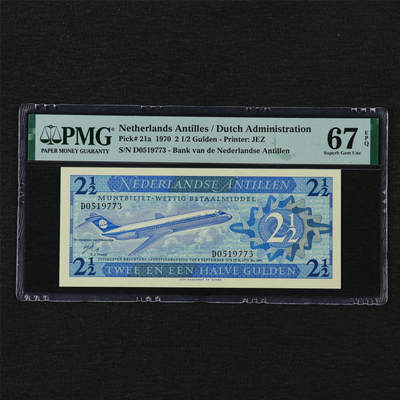 PMG
PAPER MONEY GUARANTY
Netherlands Antilles / Dutch Administration
Pick# 21a 1970 2 1/2 Gulden - Printer: JEZ
S/N D0519773 - Bank van de Nederlandse Antillen
67 EPQ
Superb Gem Unc
2½ NEDERLANDSE ANTILLEN 2½
MUNTBILJET-WETTIG BETAALMIDDEL
D0519773
2½
D0519773
2½ TWEE EN EEN HALVE GULDEN 2½